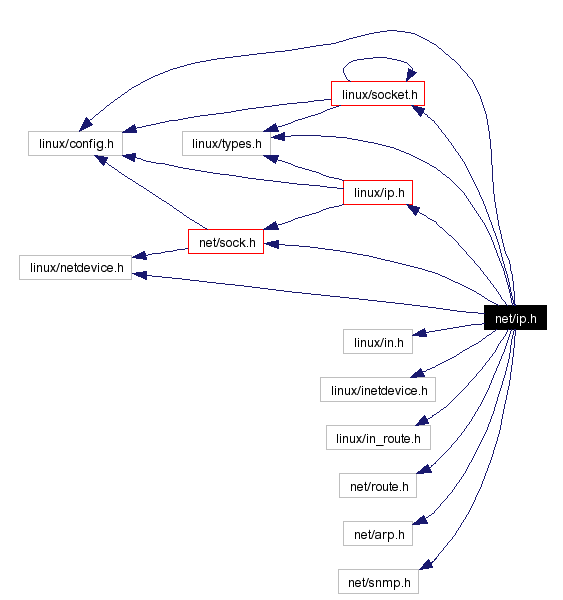 linux/socket.h
linux/config.h
linux/types.h
linux/ip.h
net/sock.h
linux/netdevice.h
net/ip.h
linux/in.h
linux/inetdevice.h
linux/in_route.h
net/route.h
net/arp.h
net/snmp.h